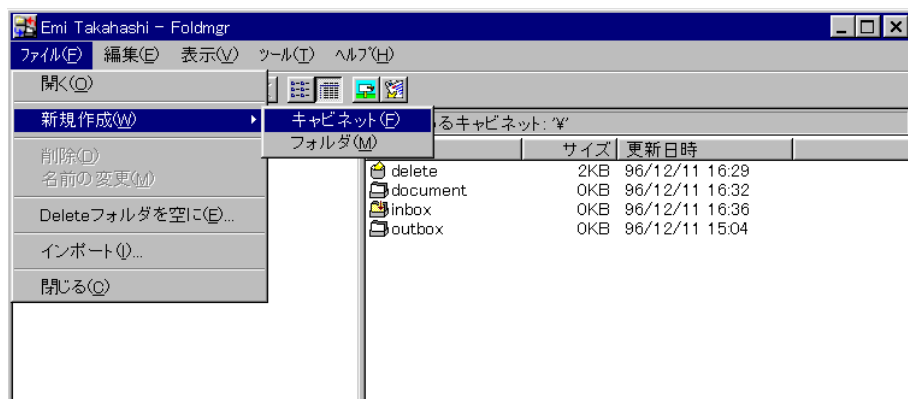 Emi Takahashi - Foldmgr
ファイル(F) 編集(E) 表示(V) ツール(T) ヘルプ(H)
開く(O)
新規作成(W)
キャビネット(F)
フォルダ(M)
るキャビネット: '¥'
削除(D)
名前の変更(M)
Deleteフォルダを空に(E)...
インポート(I)...
閉じる(C)
サイズ 更新日時
delete 2KB 96/12/11 16:29
document 0KB 96/12/11 16:32
inbox 0KB 96/12/11 16:36
outbox 0KB 96/12/11 15:04